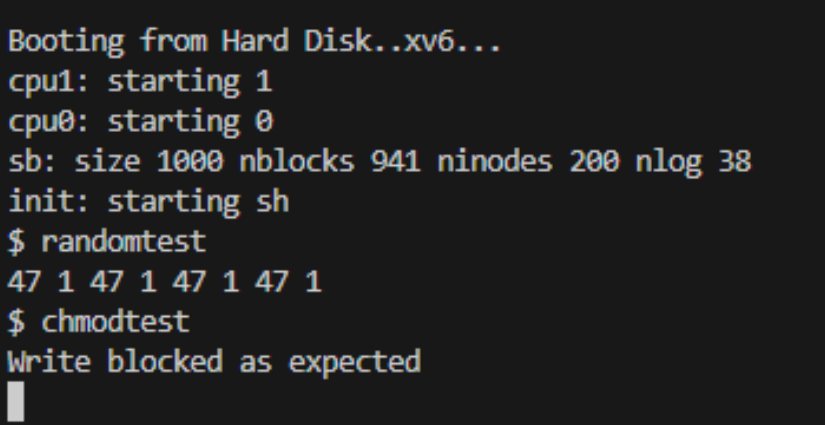 Booting from Hard Disk..xv6...
cpu1: starting 1
cpu0: starting 0
sb: size 1000 nblocks 941 ninodes 200 nlog 38
init: starting sh
$ randomtest
47 1 47 1 47 1 47 1
$ chmodtest
Write blocked as expected